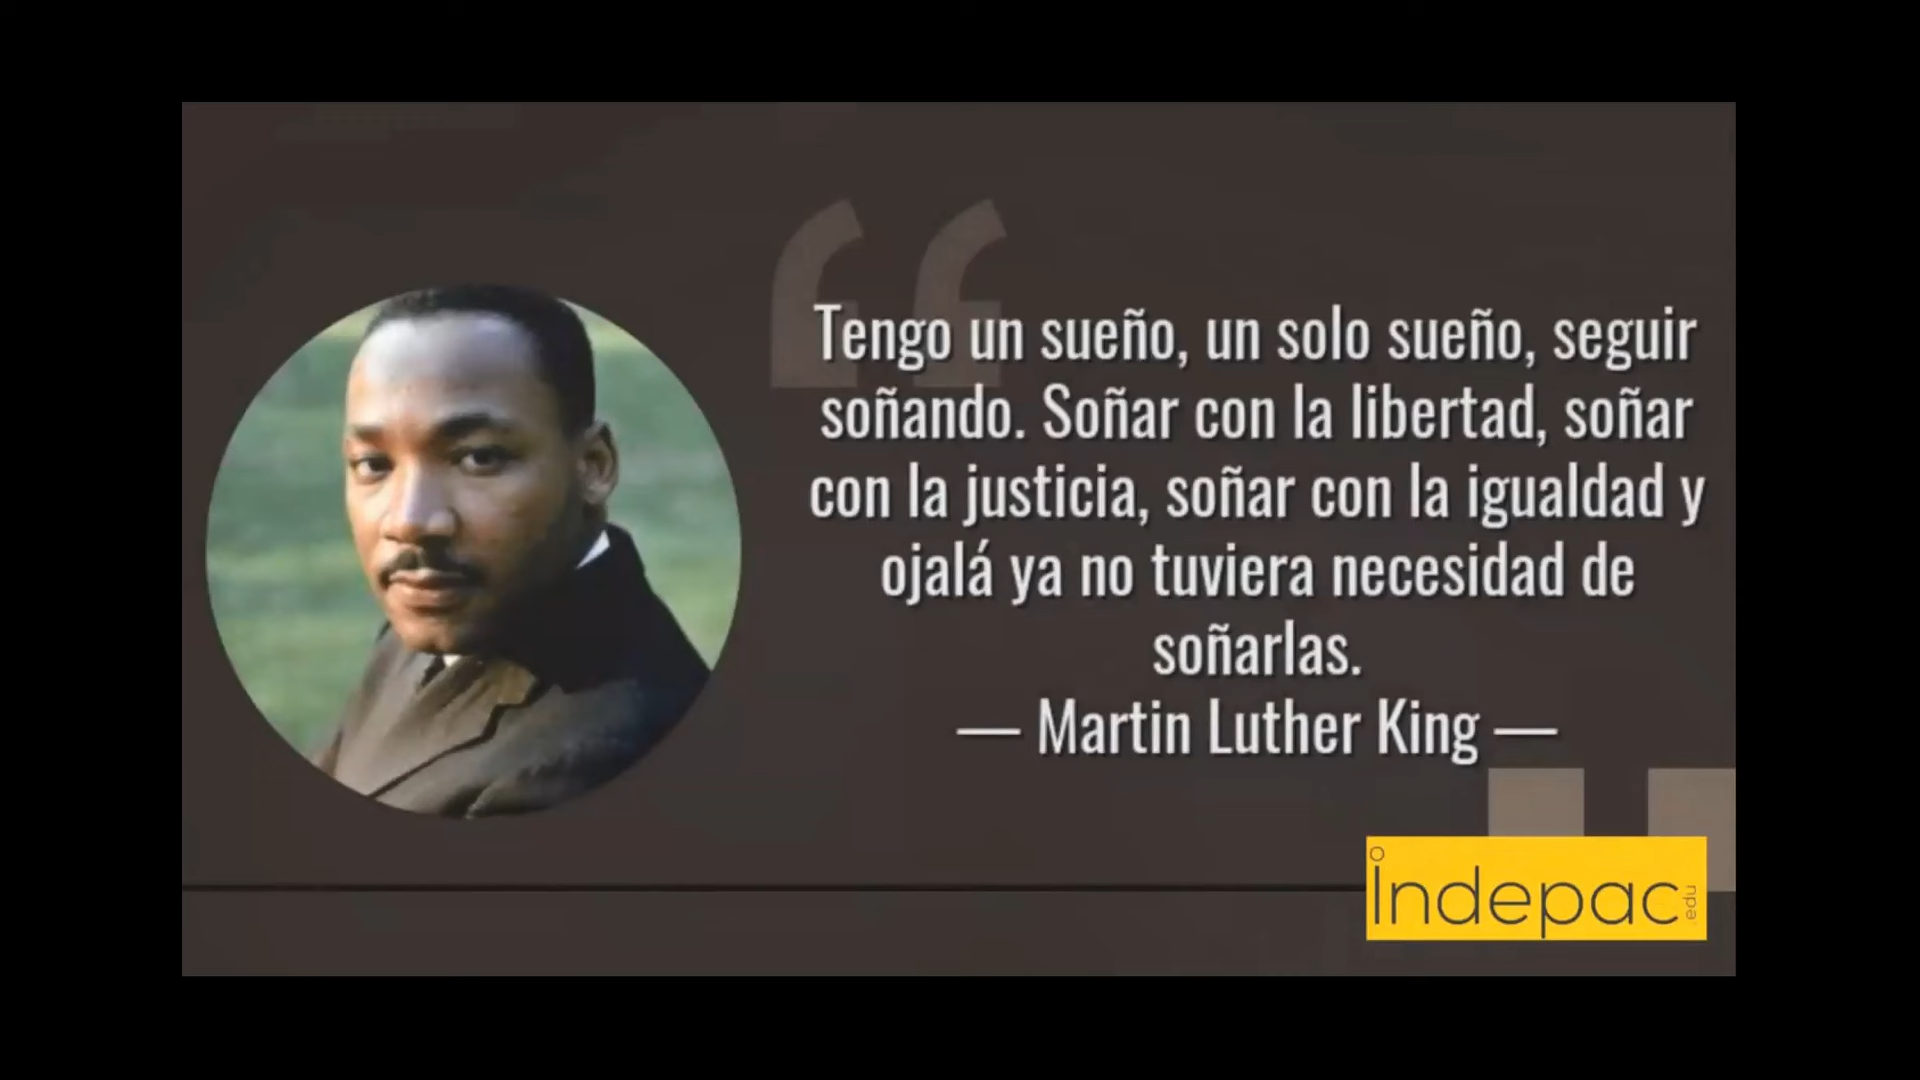 Tengo un sueño, un solo sueño, seguir
soñando. Soñar con la libertad, soñar
con la justicia, soñar con la igualdad y
ojalá ya no tuviera necesidad de
soñarlas.
— Martin Luther King —
indepac.edu